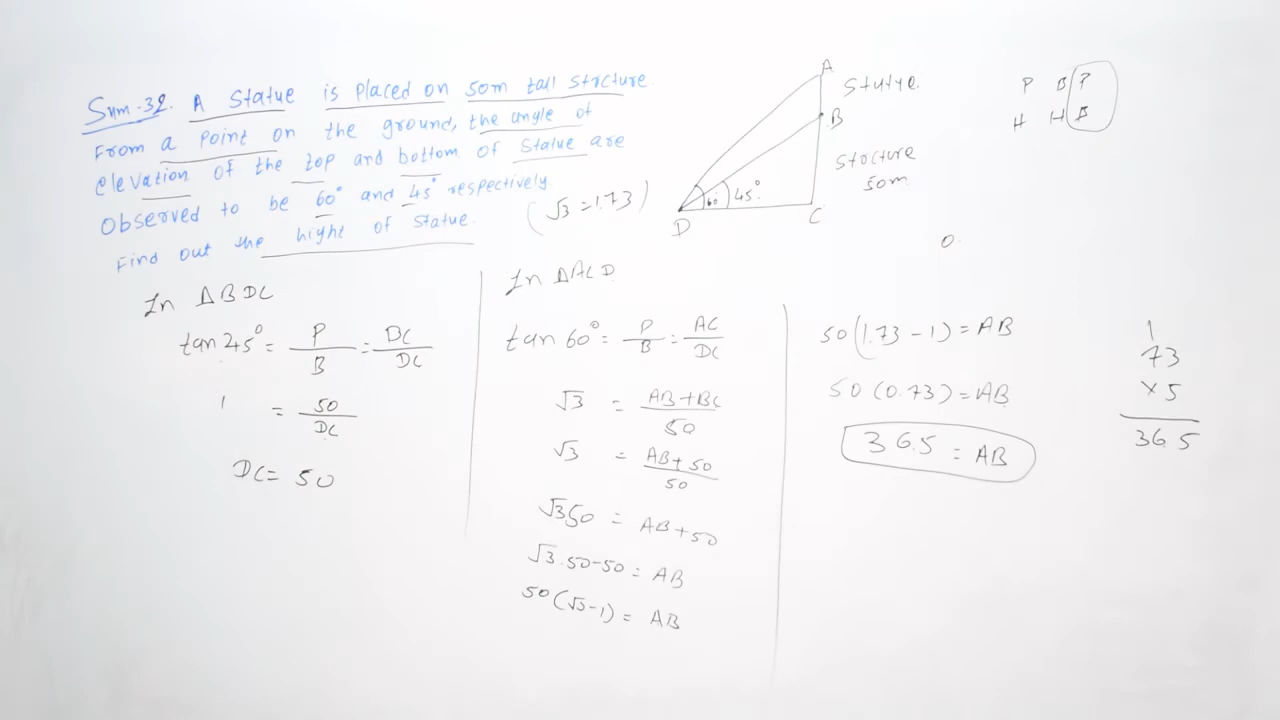 Sum-32. A Statue is placed on 50m tall Strcture.
From a point on the ground, the angle of
elevation of the top and bottom of Statue are
Observed to be 60° and 45° respectively.
Find out the hight of Statue.
(√3 = 1.73)
A
Stutye.
B
Strcture
50m
60° 45°
D
C
P B P
H H B
0.
In ΔBDC
tan 45° = P/B = BC/DC
1 = 50/DC
DC = 50
In ΔACD
tan 60° = P/B = AC/DC
√3 = AB+BC/50
√3 = AB+50/50
√3 50 = AB+50
√3.50-50 = AB
50(√3-1) = AB
50(1.73-1) = AB
50(0.73) = AB
36.5 = AB
1
73
×5
365